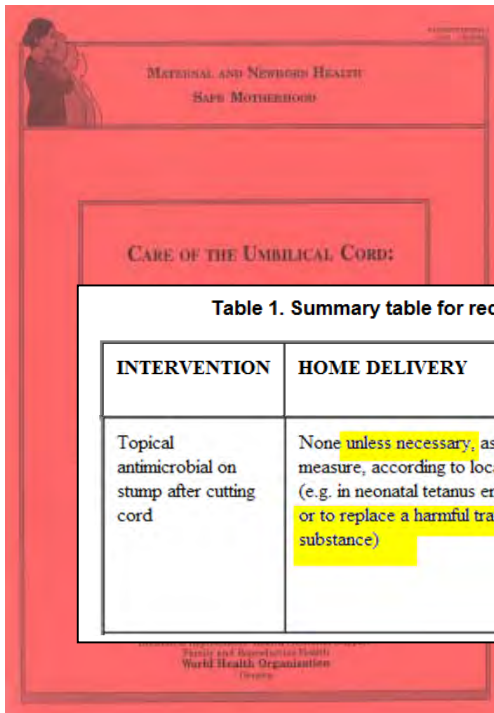 MATERNAL AND NEWBORN HEALTH
SAFE MOTHERHOOD
CARE OF THE UMBILICAL CORD:
Table 1. Summary table for rec
INTERVENTION
HOME DELIVERY
Topical
antimicrobial on
stump after cutting
cord
None unless necessary, as
measure, according to loca
(e.g. in neonatal tetanus en
or to replace a harmful tra
substance)
Family and Reproductive Health
World Health Organization
Geneva